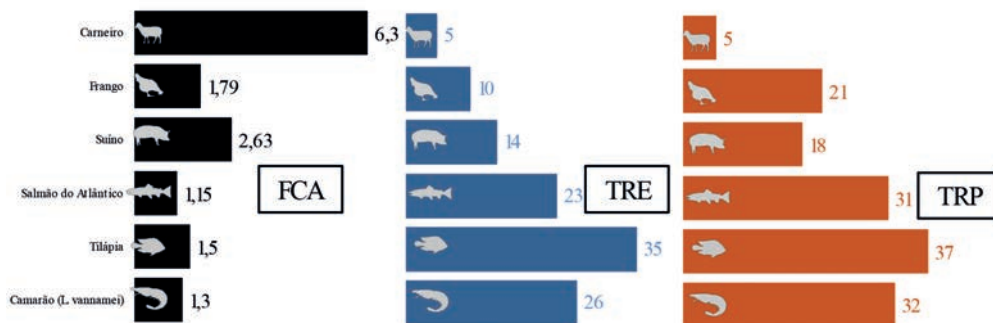 Carneiro 6,3 5 5
Frango 1,79 10 21
Suíno 2,63 14 18
FCA TRE TRP
Salmão do Atlântico 1,15 23 31
Tilápia 1,5 35 37
Camarão (L. vannamei) 1,3 26 32